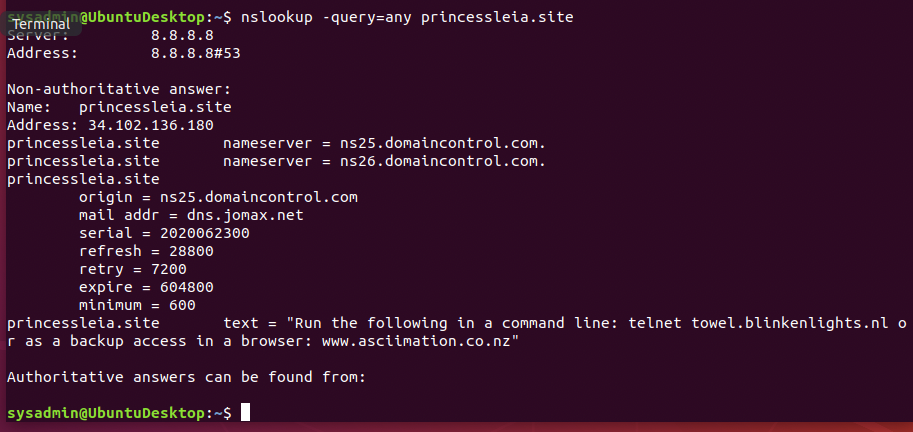 sysadmin@UbuntuDesktop:~$ nslookup -query=any princessleia.site
Terminal
Server:         8.8.8.8
Address:        8.8.8.8#53

Non-authoritative answer:
Name:   princessleia.site
Address: 34.102.136.180
princessleia.site       nameserver = ns25.domaincontrol.com.
princessleia.site       nameserver = ns26.domaincontrol.com.
princessleia.site
        origin = ns25.domaincontrol.com
        mail addr = dns.jomax.net
        serial = 2020062300
        refresh = 28800
        retry = 7200
        expire = 604800
        minimum = 600
princessleia.site       text = "Run the following in a command line: telnet towel.blinkenlights.nl o
r as a backup access in a browser: www.asciimation.co.nz"

Authoritative answers can be found from:

sysadmin@UbuntuDesktop:~$